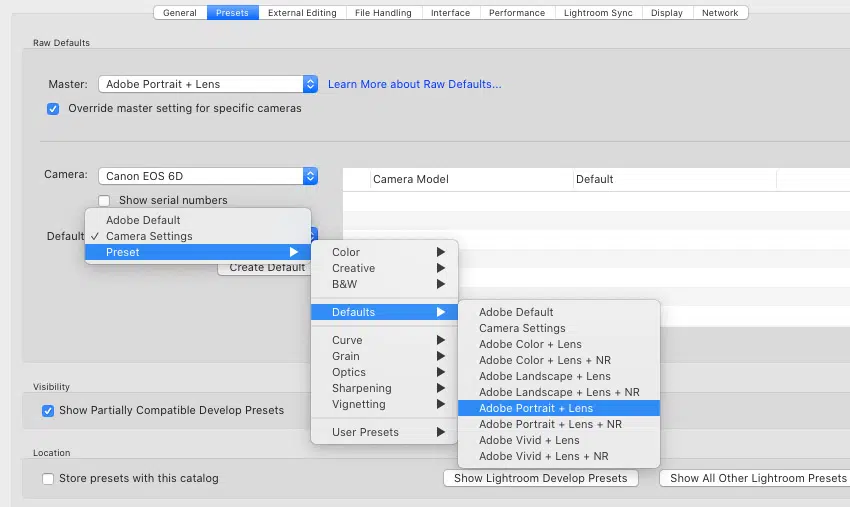 General Presets External Editing File Handling Interface Performance Lightroom Sync Display Network
Raw Defaults
Master: Adobe Portrait + Lens Learn More about Raw Defaults...
Override master setting for specific cameras
Camera: Canon EOS 6D
Camera Model Default
Show serial numbers
Default
Adobe Default
✓ Camera Settings
Preset
Create Default
Color
Creative
B&W
Defaults
Curve
Grain
Optics
Sharpening
Vignetting
User Presets
Adobe Default
Camera Settings
Adobe Color + Lens
Adobe Color + Lens + NR
Adobe Landscape + Lens
Adobe Landscape + Lens + NR
Adobe Portrait + Lens
Adobe Portrait + Lens + NR
Adobe Vivid + Lens
Adobe Vivid + Lens + NR
Visibility
Show Partially Compatible Develop Presets
Location
Store presets with this catalog
Show Lightroom Develop Presets Show All Other Lightroom Presets